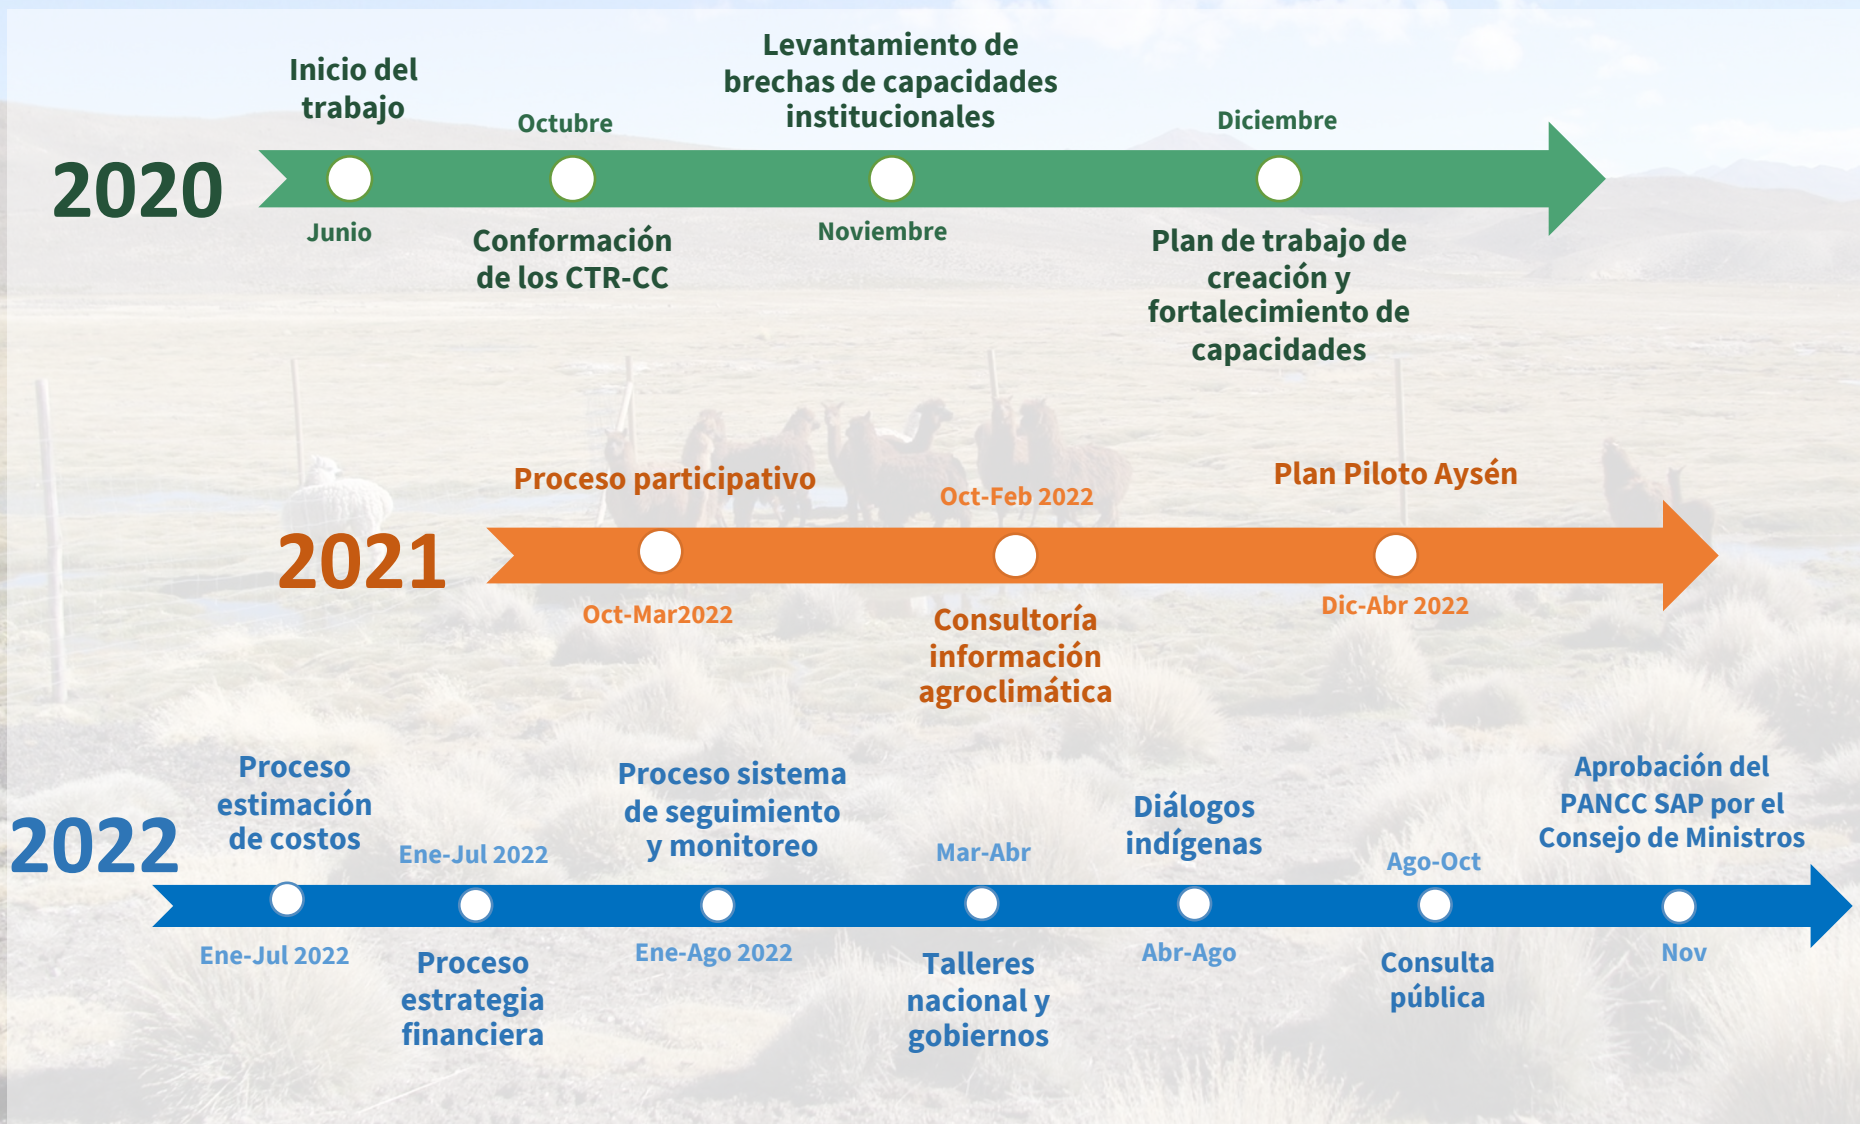 2020
Inicio del
trabajo
Junio
Octubre
Conformación
de los CTR-CC
Levantamiento de
brechas de capacidades
institucionales
Noviembre
Diciembre
Plan de trabajo de
creación y
fortalecimiento de
capacidades
2021
Proceso participativo
Oct-Mar2022
Oct-Feb 2022
Consultoría
información
agroclimática
Plan Piloto Aysén
Dic-Abr 2022
2022
Proceso
estimación
de costos
Ene-Jul 2022
Ene-Jul 2022
Proceso
estrategia
financiera
Proceso sistema
de seguimiento
y monitoreo
Ene-Ago 2022
Mar-Abr
Talleres
nacional y
gobiernos
Diálogos
indígenas
Abr-Ago
Ago-Oct
Consulta
pública
Aprobación del
PANCC SAP por el
Consejo de Ministros
Nov